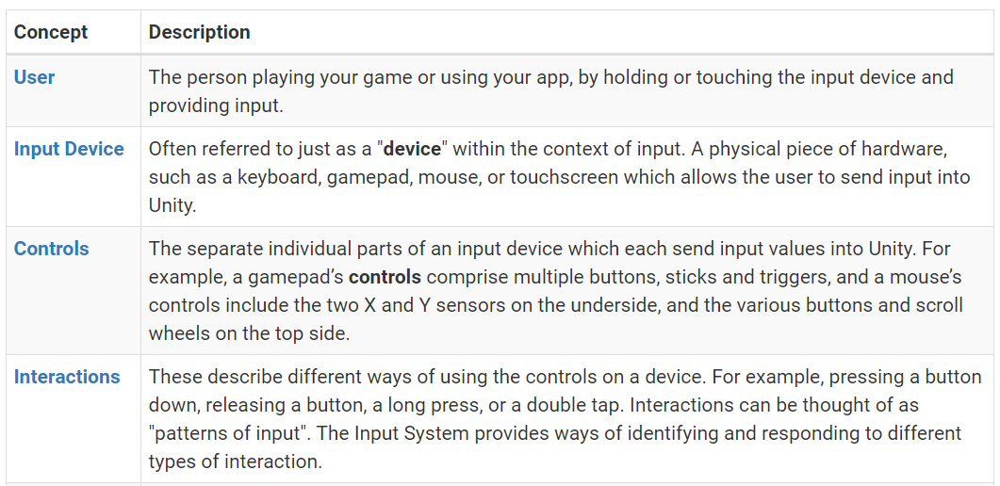 Concept Description
User The person playing your game or using your app, by holding or touching the input device and
providing input.
Input Device Often referred to just as a "device" within the context of input. A physical piece of hardware,
such as a keyboard, gamepad, mouse, or touchscreen which allows the user to send input into
Unity.
Controls The separate individual parts of an input device which each send input values into Unity. For
example, a gamepad’s controls comprise multiple buttons, sticks and triggers, and a mouse’s
controls include the two X and Y sensors on the underside, and the various buttons and scroll
wheels on the top side.
Interactions These describe different ways of using the controls on a device. For example, pressing a button
down, releasing a button, a long press, or a double tap. Interactions can be thought of as
"patterns of input". The Input System provides ways of identifying and responding to different
types of interaction.